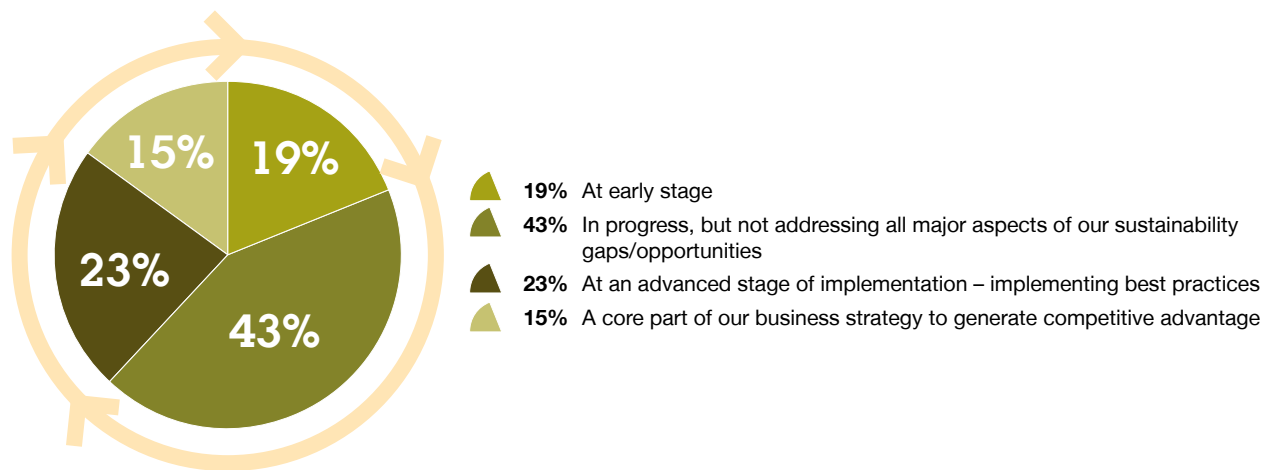 15%
19%
23%
43%
19% At early stage
43% In progress, but not addressing all major aspects of our sustainability
gaps/opportunities
23% At an advanced stage of implementation – implementing best practices
15% A core part of our business strategy to generate competitive advantage